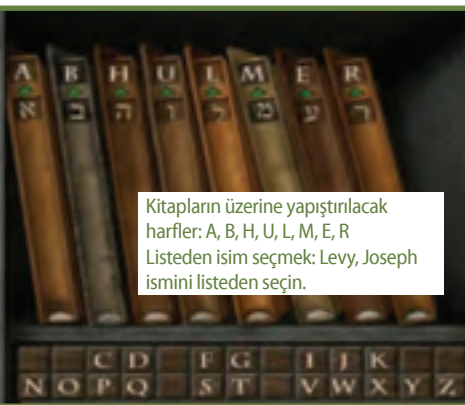 A B H U L M E R
א ב ה ו ל מ ע ר
Kitapların üzerine yapıştırılacak
harfler: A, B, H, U, L, M, E, R
Listeden isim seçmek: Levy, Joseph
ismini listeden seçin.
C D F G I J K
N O P Q S T V W X Y Z